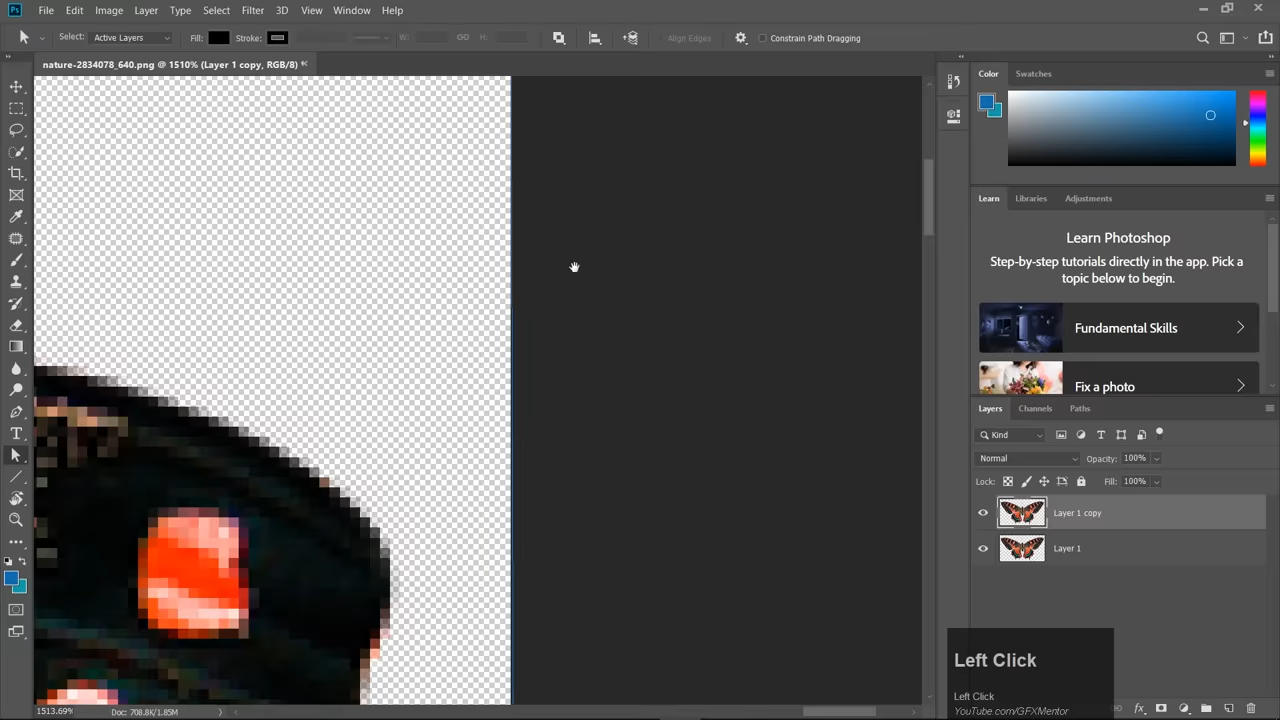 Ps File Edit Image Layer Type Select Filter 3D View Window Help
Select: Active Layers Fill: Stroke: W: H: Align Edges Constrain Path Dragging
nature-2834078_640.png @ 1510% (Layer 1 copy, RGB/8) *
Color Swatches
Learn Libraries Adjustments
Learn Photoshop
Step-by-step tutorials directly in the app. Pick a
topic below to begin.
Fundamental Skills
Fix a photo
Layers Channels Paths
Kind
Normal Opacity: 100%
Lock: Fill: 100%
Layer 1 copy
Layer 1
Left Click
Left Click
YouTube.com/GFXMentor
1513.69% Doc: 708.8K/1.85M